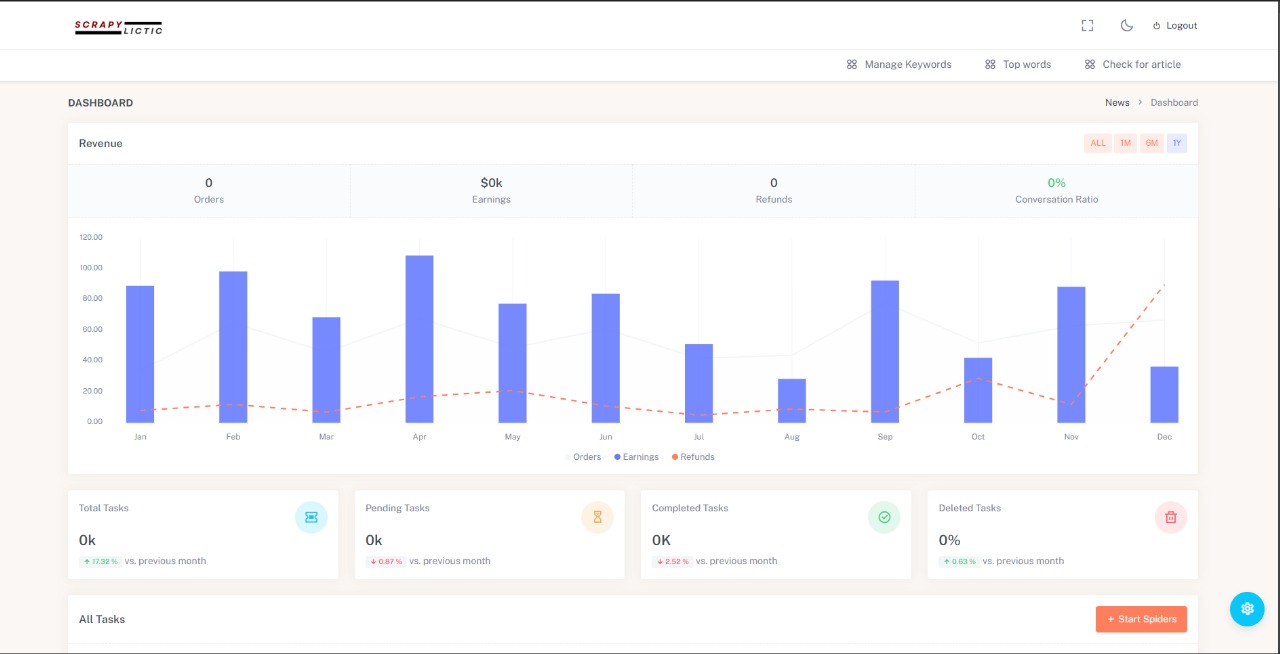 SCRAPY
LICTIC
Logout
Manage Keywords Top words Check for article
DASHBOARD
News > Dashboard
Revenue
ALL 1M 6M 1Y
0 $0k 0 0%
Orders Earnings Refunds Conversation Ratio
120.00
100.00
80.00
60.00
40.00
20.00
0.00
Jan Feb Mar Apr May Jun Jul Aug Sep Oct Nov Dec
Orders Earnings Refunds
Total Tasks Pending Tasks Completed Tasks Deleted Tasks
0k 0k 0K 0%
↑ 17.32 % vs. previous month ↓ 0.87 % vs. previous month ↓ 2.52 % vs. previous month ↑ 0.63 % vs. previous month
All Tasks
+ Start Spiders